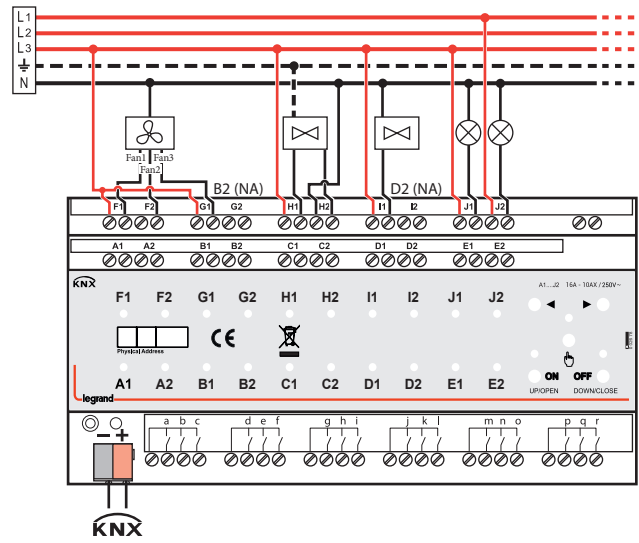 L1
L2
L3
N
Fan1 Fan3
Fan2
B2 (NA) D2 (NA)
F1 F2 G1 G2 H1 H2 I1 I2 J1 J2
A1 A2 B1 B2 C1 C2 D1 D2 E1 E2
KNX
F1 F2 G1 G2 H1 H2 I1 I2 J1 J2
A1...J2 16A - 10AX / 250V~
Physical Address
CE
ON OFF
A1 A2 B1 B2 C1 C2 D1 D2 E1 E2
UP/OPEN DOWN/CLOSE
legrand
a b c d e f g h i j k l m n o p q r
− +
KNX